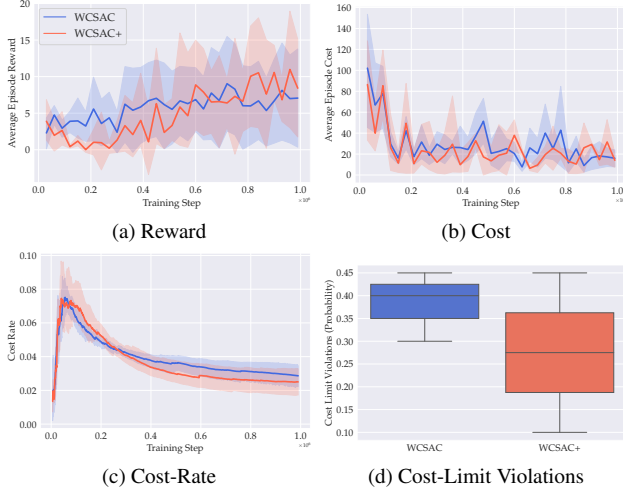 WCSAC
WCSAC+
Average Episode Reward
20
15
10
5
0
0.0 0.2 0.4 0.6 0.8 1.0
Training Step
×10⁶
(a) Reward
Average Episode Cost
160
140
120
100
80
60
40
20
0
0.0 0.2 0.4 0.6 0.8 1.0
Training Step
×10⁶
(b) Cost
Cost Rate
0.10
0.08
0.06
0.04
0.02
0.00
0.0 0.2 0.4 0.6 0.8 1.0
Training Step
×10⁶
(c) Cost-Rate
Cost Limit Violations (Probability)
0.45
0.40
0.35
0.30
0.25
0.20
0.15
0.10
WCSAC WCSAC+
(d) Cost-Limit Violations